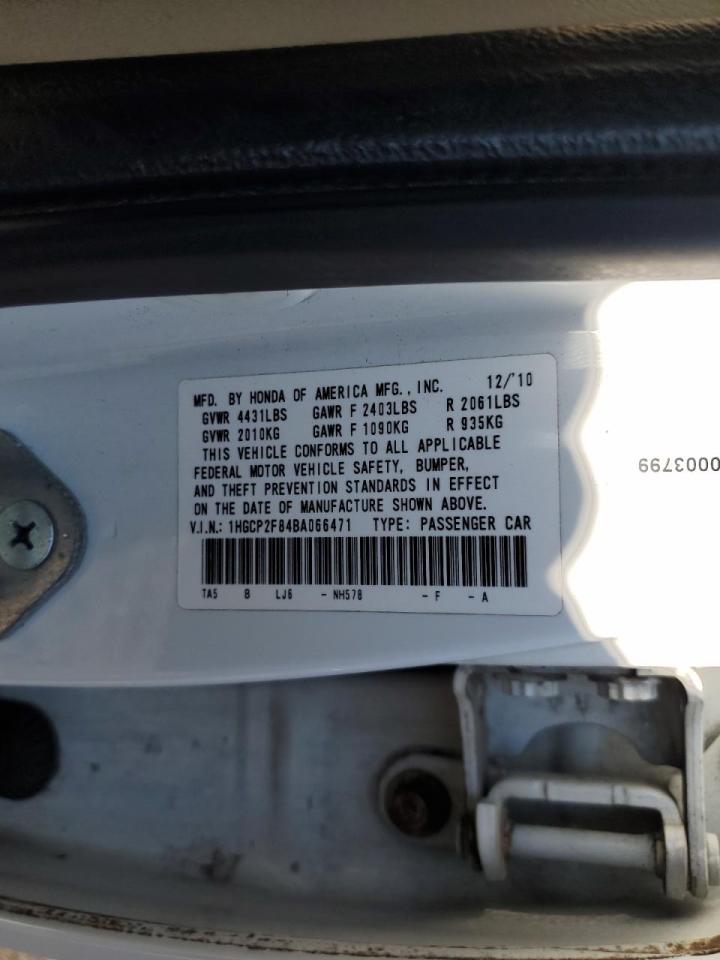 MFD. BY HONDA OF AMERICA MFG., INC. 12/'10
GVWR 4431LBS GAWR F 2403LBS R 2061LBS
GVWR 2010KG GAWR F 1090KG R 935KG
THIS VEHICLE CONFORMS TO ALL APPLICABLE
FEDERAL MOTOR VEHICLE SAFETY, BUMPER,
AND THEFT PREVENTION STANDARDS IN EFFECT
ON THE DATE OF MANUFACTURE SHOWN ABOVE.
V.I.N.: 1HGCP2F84BA066471 TYPE: PASSENGER CAR
TA5 B LJ6 - NH578 - F - A
0003799